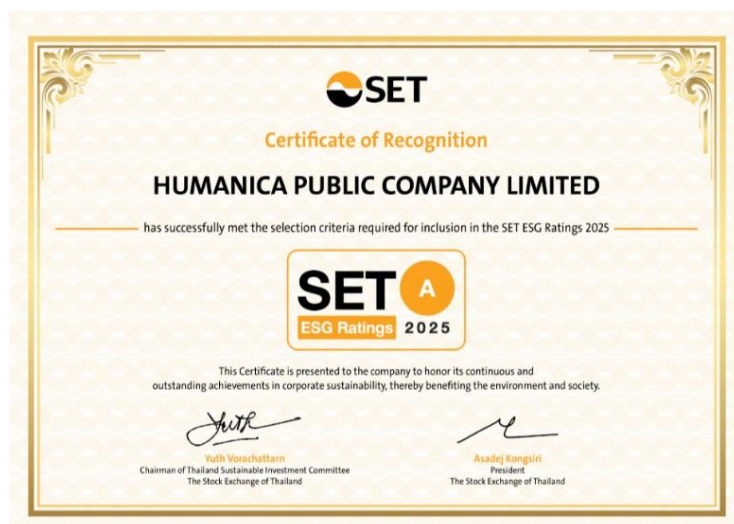 SET
Certificate of Recognition
HUMANICA PUBLIC COMPANY LIMITED
has successfully met the selection criteria required for inclusion in the SET ESG Ratings 2025
SET A
ESG Ratings 2025
This Certificate is presented to the company to honor its continuous and
outstanding achievements in corporate sustainability, thereby benefiting the environment and society.
Yuth
Yuth Vorachattarn
Chairman of Thailand Sustainable Investment Committee
The Stock Exchange of Thailand
Asadej Kongsiri
President
The Stock Exchange of Thailand